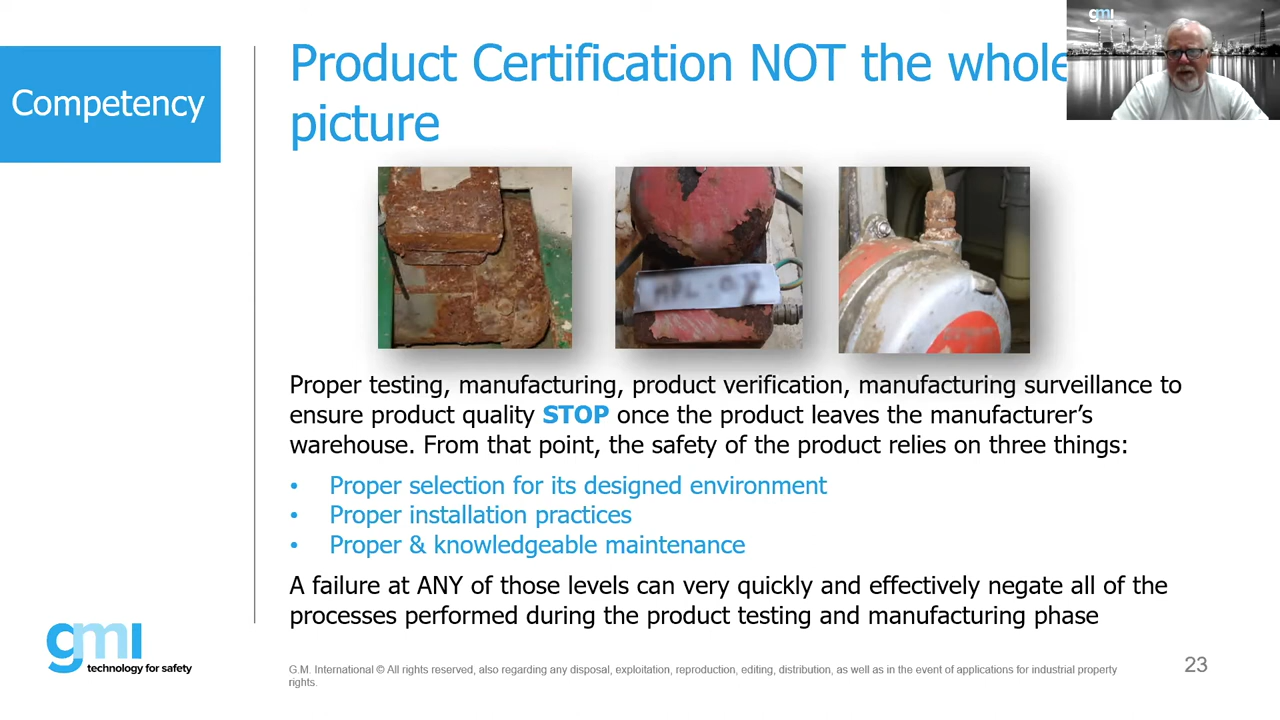 Competency
Product Certification NOT the whole
picture
gmi
Proper testing, manufacturing, product verification, manufacturing surveillance to
ensure product quality STOP once the product leaves the manufacturer's
warehouse. From that point, the safety of the product relies on three things:
• Proper selection for its designed environment
• Proper installation practices
• Proper & knowledgeable maintenance
A failure at ANY of those levels can very quickly and effectively negate all of the
processes performed during the product testing and manufacturing phase
gmi
technology for safety
G.M. International © All rights reserved, also regarding any disposal, exploitation, reproduction, editing, distribution, as well as in the event of applications for industrial property
rights.
23